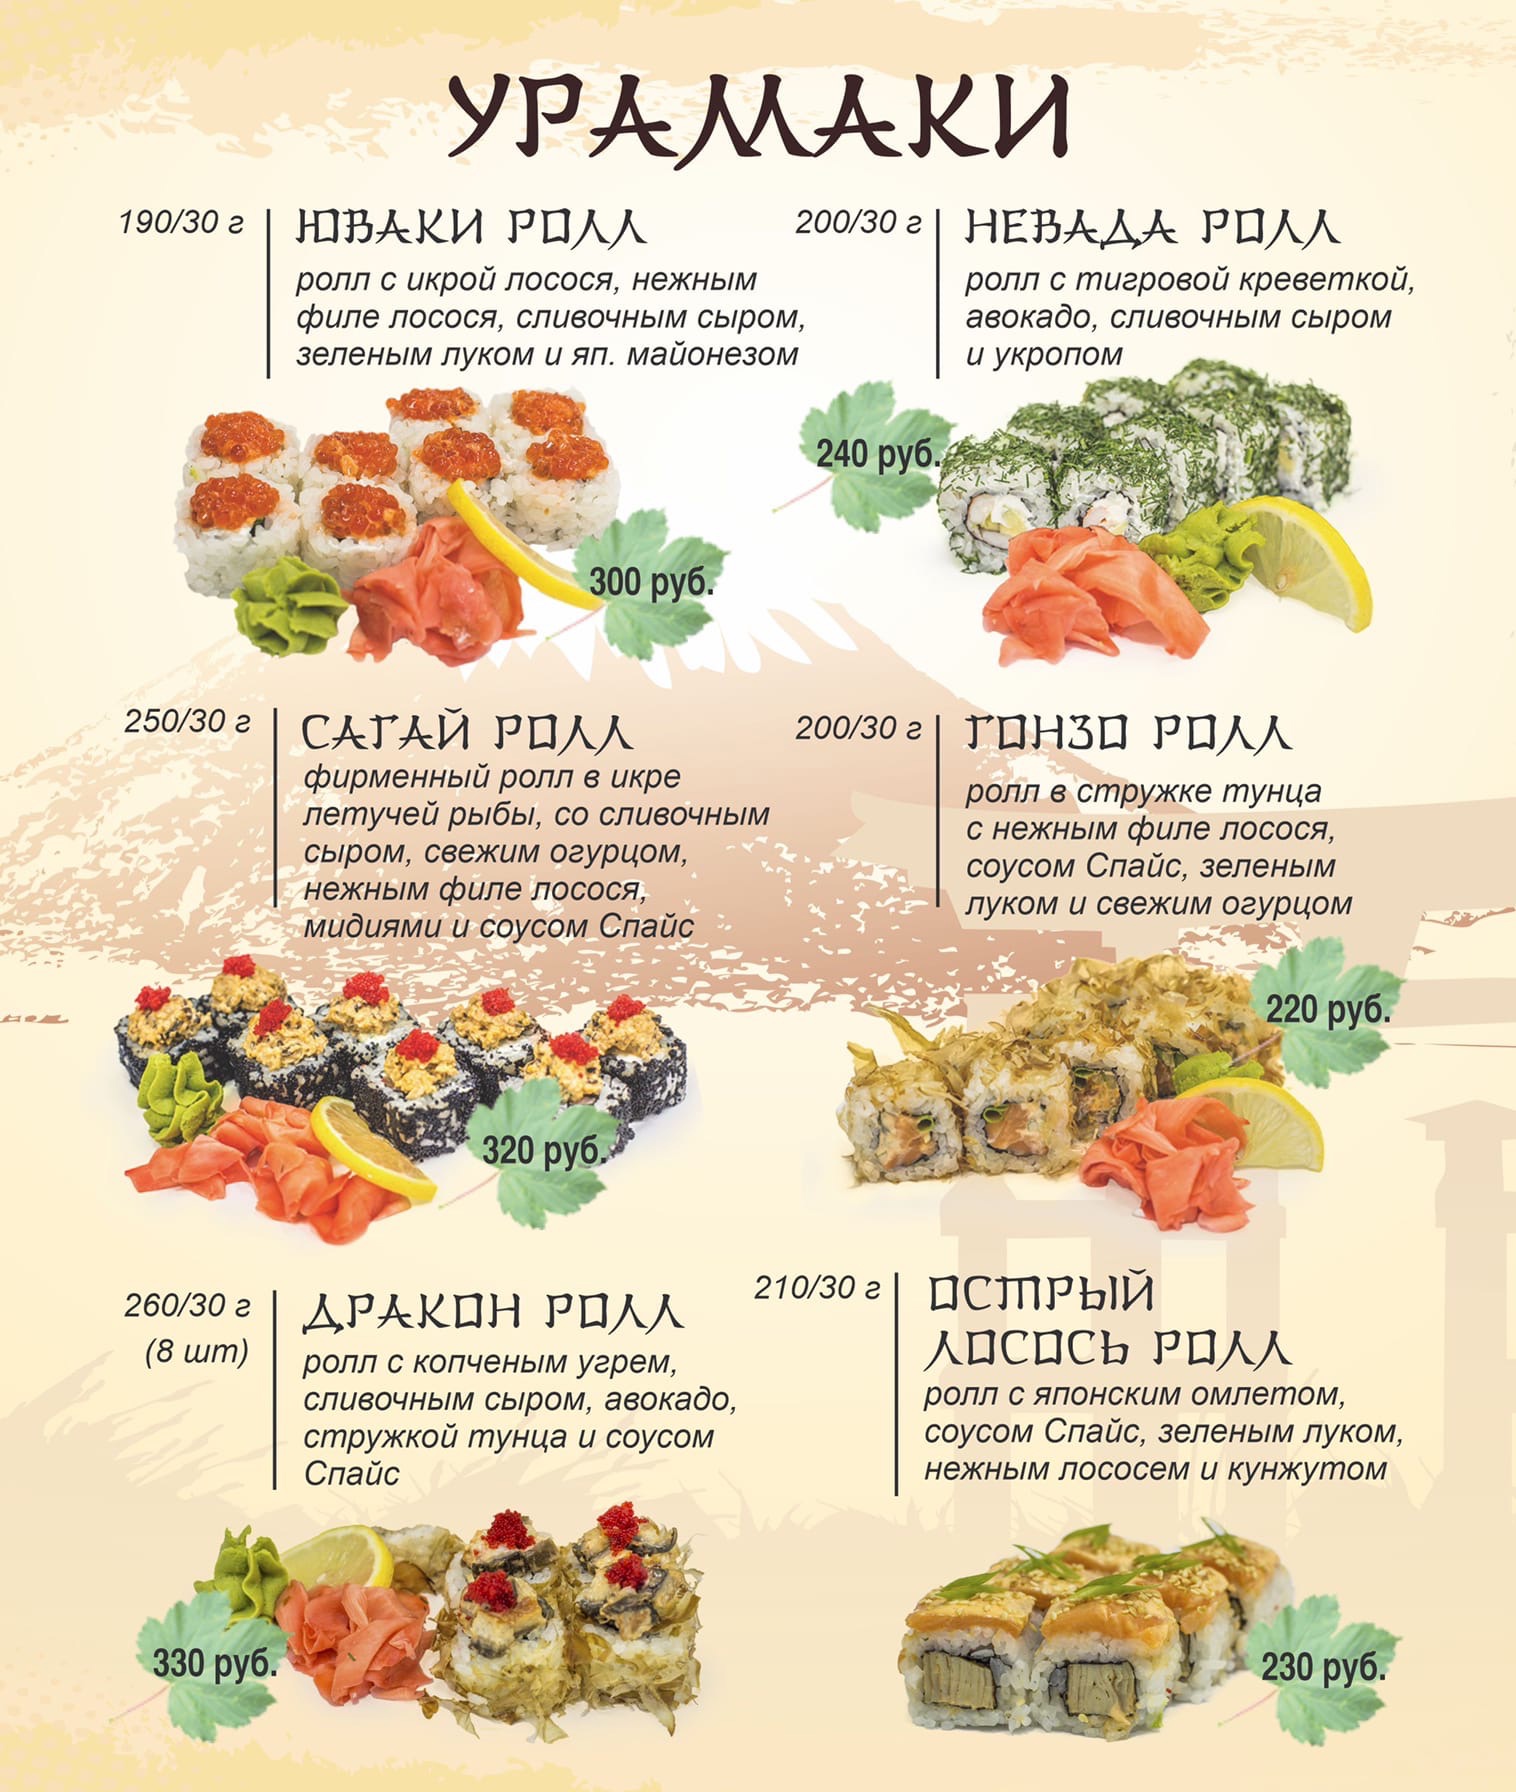 УРАМАКИ
190/30 г
ЮВАКИ РОЛЛ
ролл с икрой лосося, нежным
филе лосося, сливочным сыром,
зеленым луком и яп. майонезом
300 руб.
200/30 г
НЕВАДА РОЛЛ
ролл с тигровой креветкой,
авокадо, сливочным сыром
и укропом
240 руб.
250/30 г
САГАЙ РОЛЛ
фирменный ролл в икре
летучей рыбы, со сливочным
сыром, свежим огурцом,
нежным филе лосося,
мидиями и соусом Спайс
320 руб.
200/30 г
ГОНЗО РОЛЛ
ролл в стружке тунца
с нежным филе лосося,
соусом Спайс, зеленым
луком и свежим огурцом
220 руб.
260/30 г
(8 шт)
ДРАКОН РОЛЛ
ролл с копченым угрем,
сливочным сыром, авокадо,
стружкой тунца и соусом
Спайс
330 руб.
210/30 г
ОСТРЫЙ
ЛОСОСЬ РОЛЛ
ролл с японским омлетом,
соусом Спайс, зеленым луком,
нежным лососем и кунжутом
230 руб.